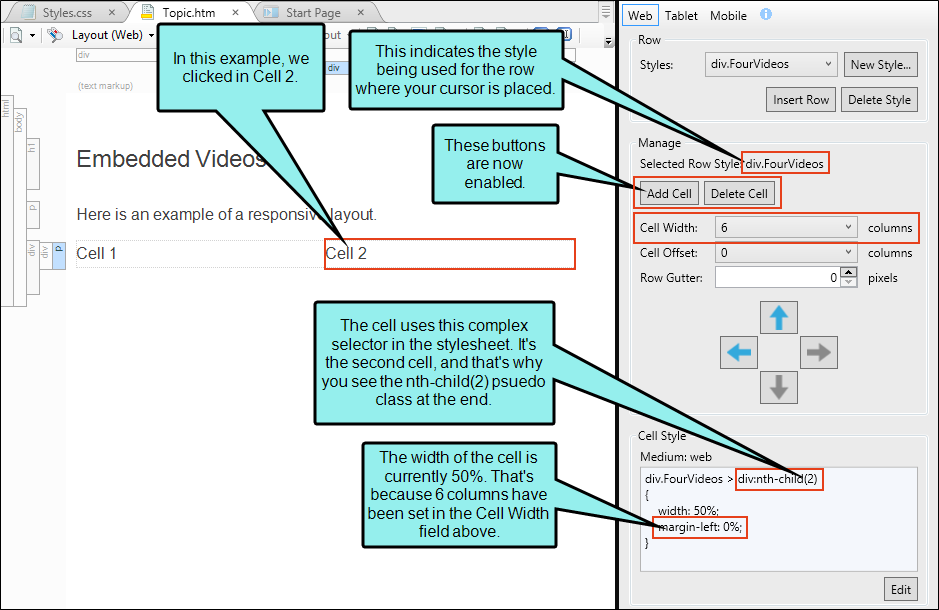 Styles.css
Topic.htm
Start Page
Layout (Web)
out
div
div
(text markup)
html
body
h1
p
div
div
p
Embedded Videos
Here is an example of a responsive layout.
Cell 1
Cell 2
In this example, we
clicked in Cell 2.
This indicates the style
being used for the row
where your cursor is placed.
These buttons
are now
enabled.
The cell uses this complex
selector in the stylesheet. It's
the second cell, and that's why
you see the nth-child(2) psuedo
class at the end.
The width of the cell is
currently 50%. That's
because 6 columns have
been set in the Cell Width
field above.
Web Tablet Mobile
Row
Styles: div.FourVideos New Style...
Insert Row Delete Style
Manage
Selected Row Style: div.FourVideos
Add Cell Delete Cell
Cell Width: 6 columns
Cell Offset: 0 columns
Row Gutter: 0 pixels
Cell Style
Medium: web
div.FourVideos > div:nth-child(2)
{
width: 50%;
margin-left: 0%;
}
Edit